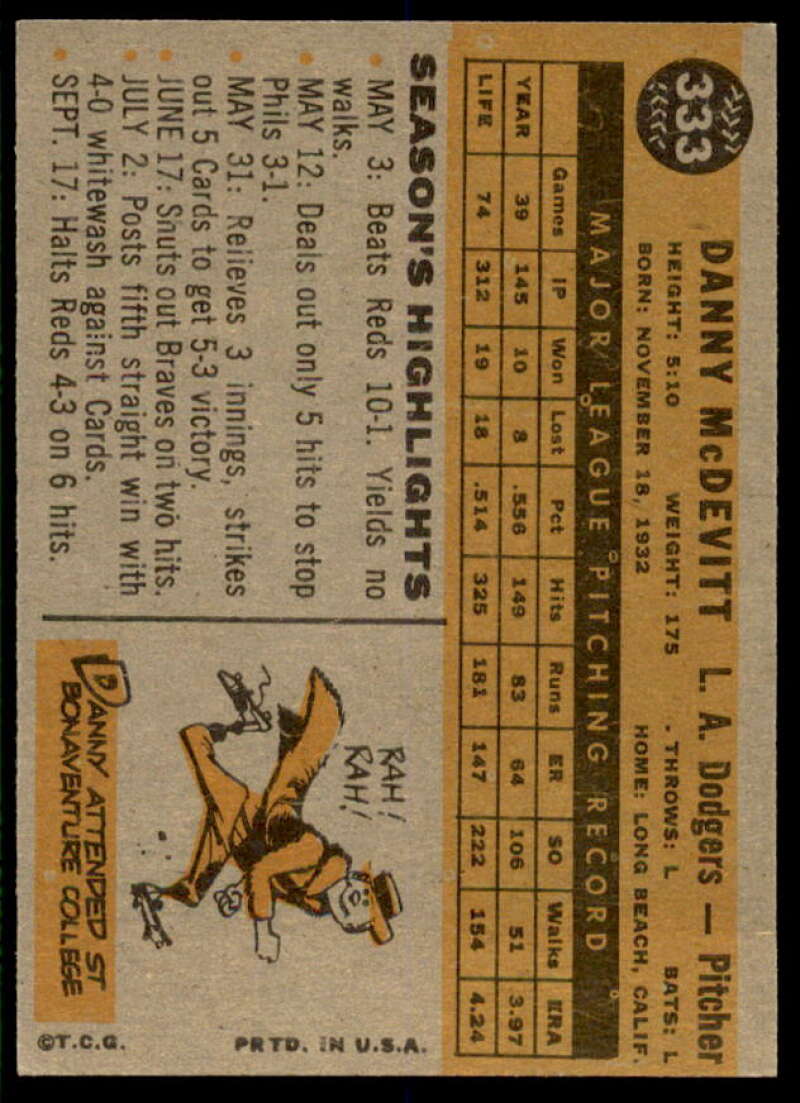 333
DANNY McDEVITT L. A. Dodgers — Pitcher
HEIGHT: 5:10 WEIGHT: 175 . THROWS: L BATS: L
BORN: NOVEMBER 18, 1932 HOME: LONG BEACH, CALIF.
MAJOR LEAGUE PITCHING RECORD
Games IP Won Lost Pct Hits Runs ER SO Walks ERA
YEAR 39 145 10 8 .556 149 83 64 106 51 3.97
LIFE 74 312 19 18 .514 325 181 147 222 154 4.24
SEASON'S HIGHLIGHTS
• MAY 3: Beats Reds 10-1. Yields no
walks.
• MAY 12: Deals out only 5 hits to stop
Phils 3-1.
• MAY 31: Relieves 3 innings, strikes
out 5 Cards to get 5-3 victory.
• JUNE 17: Shuts out Braves on two hits.
• JULY 2: Posts fifth straight win with
4-0 whitewash against Cards.
• SEPT. 17: Halts Reds 4-3 on 6 hits.
RAH!
RAH!
DANNY ATTENDED ST
BONAVENTURE COLLEGE
©T.C.G. PRTD. IN U.S.A.